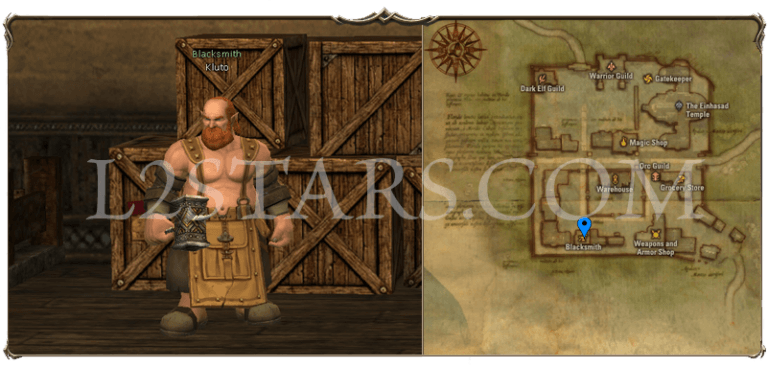 Blacksmith
Kluto
L2STARS.COM
Dark Elf Guild
Warrior Guild
Gatekeeper
The Einhasad
Temple
Magic Shop
Orc Guild
Warehouse
Grocery Store
Blacksmith
Weapons and
Armor Shop